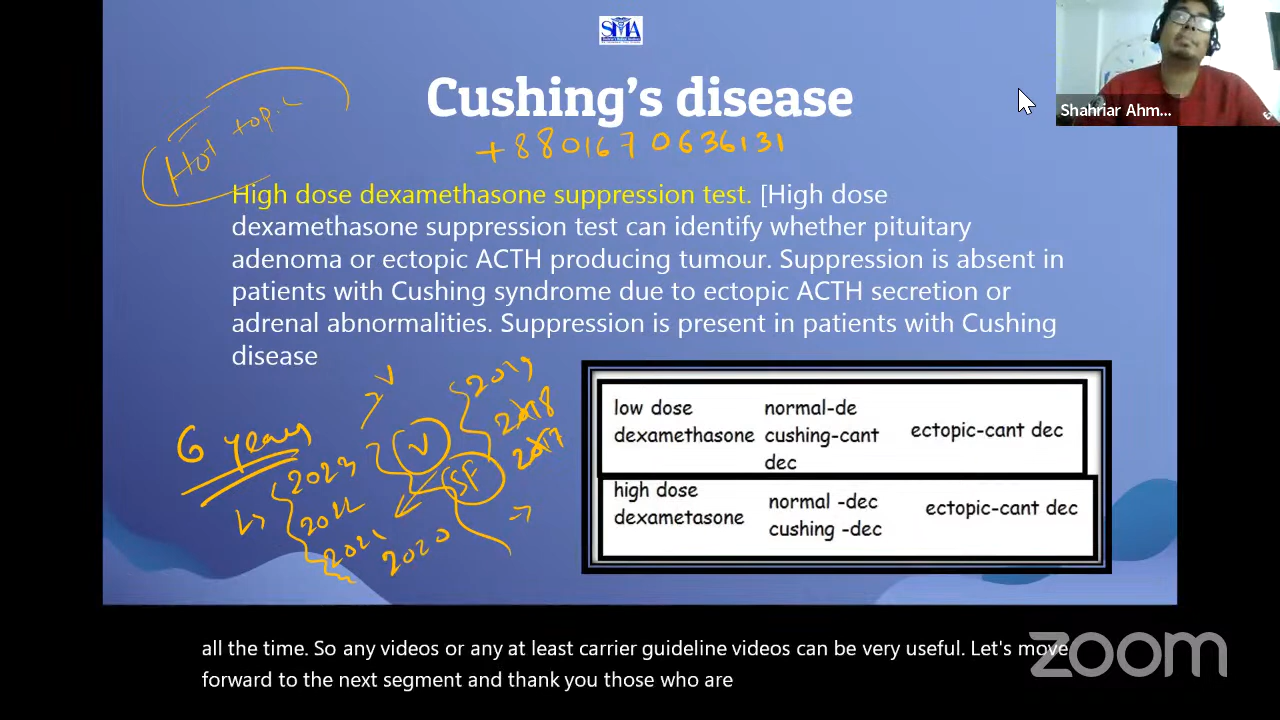 SMA
Cushing's disease
+8801670636131
Hot topic
High dose dexamethasone suppression test. [High dose
dexamethasone suppression test can identify whether pituitary
adenoma or ectopic ACTH producing tumour. Suppression is absent in
patients with Cushing syndrome due to ectopic ACTH secretion or
adrenal abnormalities. Suppression is present in patients with Cushing
disease
6 years
2023
2022
2021
2020
2019
2018
2017
V
SF
low dose
dexamethasone
normal-de
cushing-cant
dec
ectopic-cant dec
high dose
dexametasone
normal -dec
cushing -dec
ectopic-cant dec
Shahriar Ahm...
all the time. So any videos or any at least carrier guideline videos can be very useful. Let's move
forward to the next segment and thank you those who are
zoom